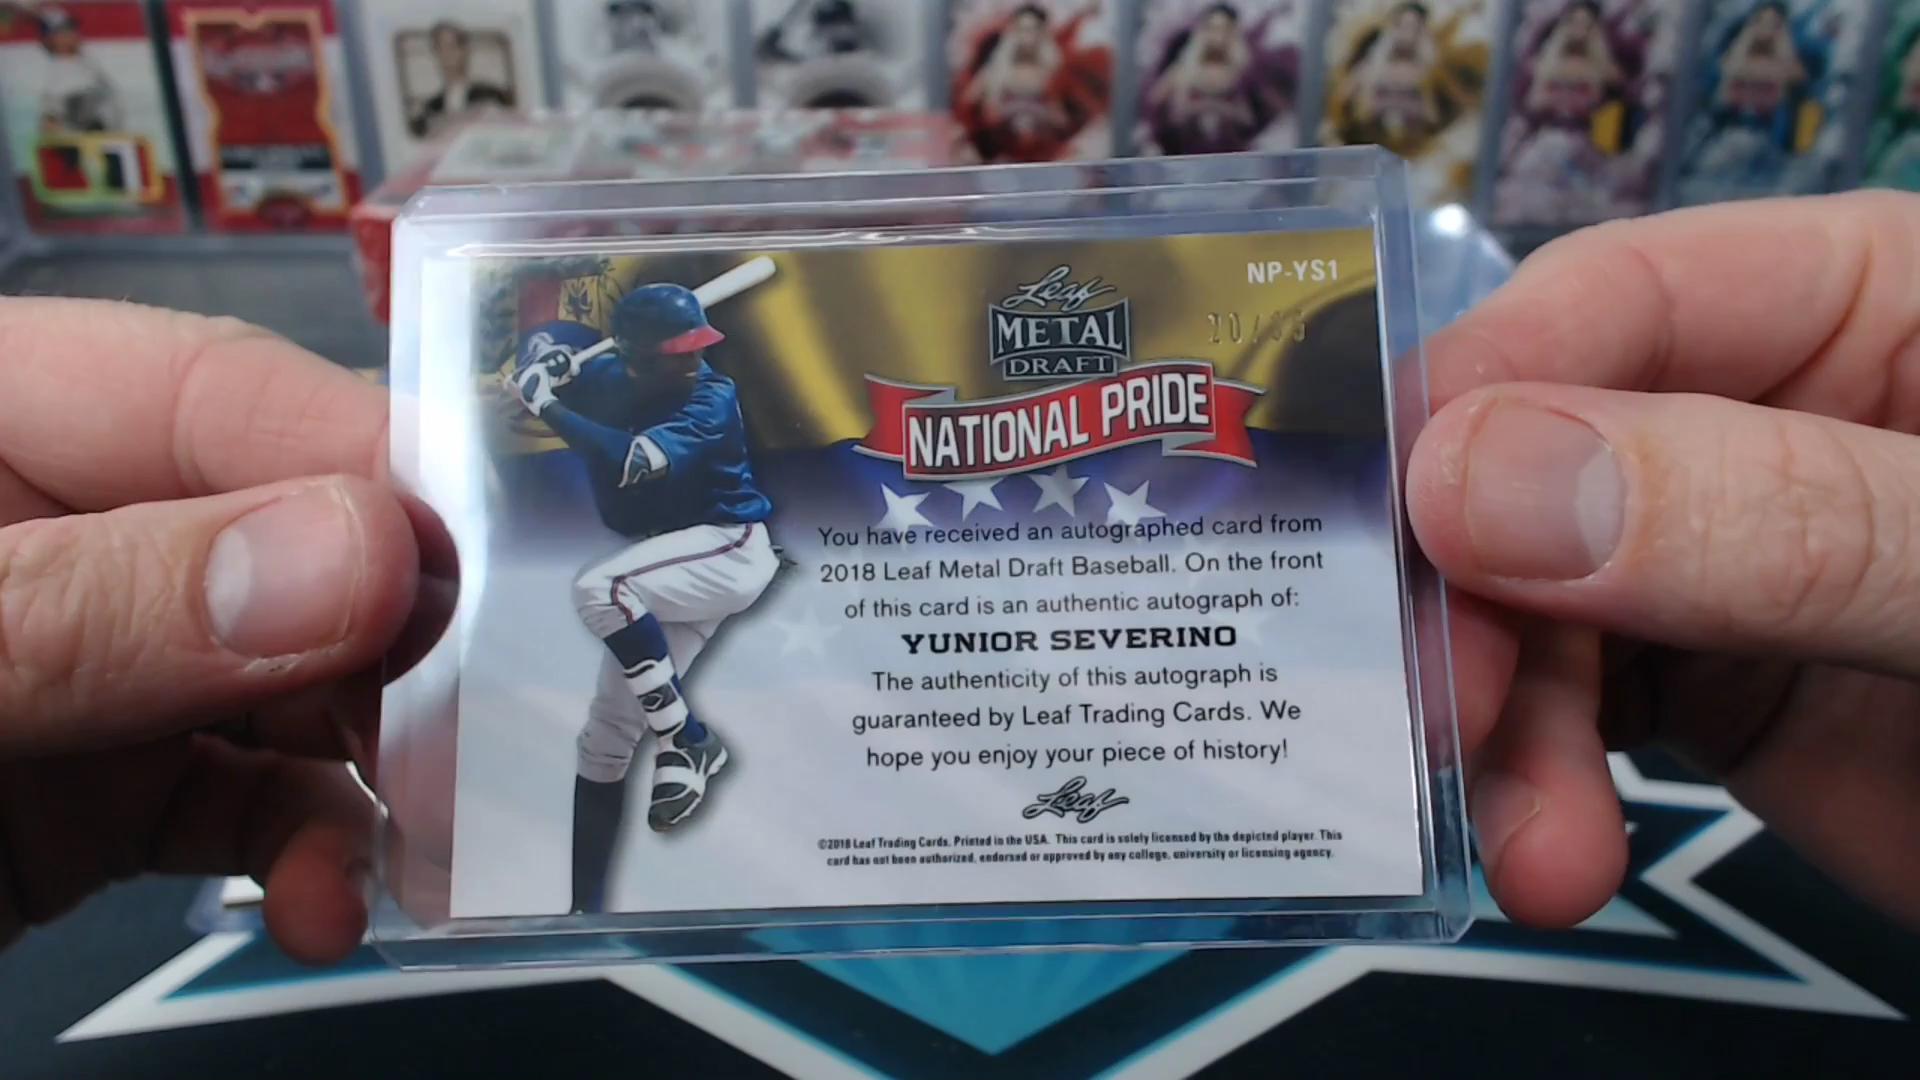 NP-YS1
Leaf
METAL
DRAFT
NATIONAL PRIDE
You have received an autographed card from
2018 Leaf Metal Draft Baseball. On the front
of this card is an authentic autograph of:
YUNIOR SEVERINO
The authenticity of this autograph is
guaranteed by Leaf Trading Cards. We
hope you enjoy your piece of history!
Leaf
©2018 Leaf Trading Cards. Printed in the USA. This card is solely licensed by the depicted player. This
card has not been authorized, endorsed or approved by any college, university or licensing agency.